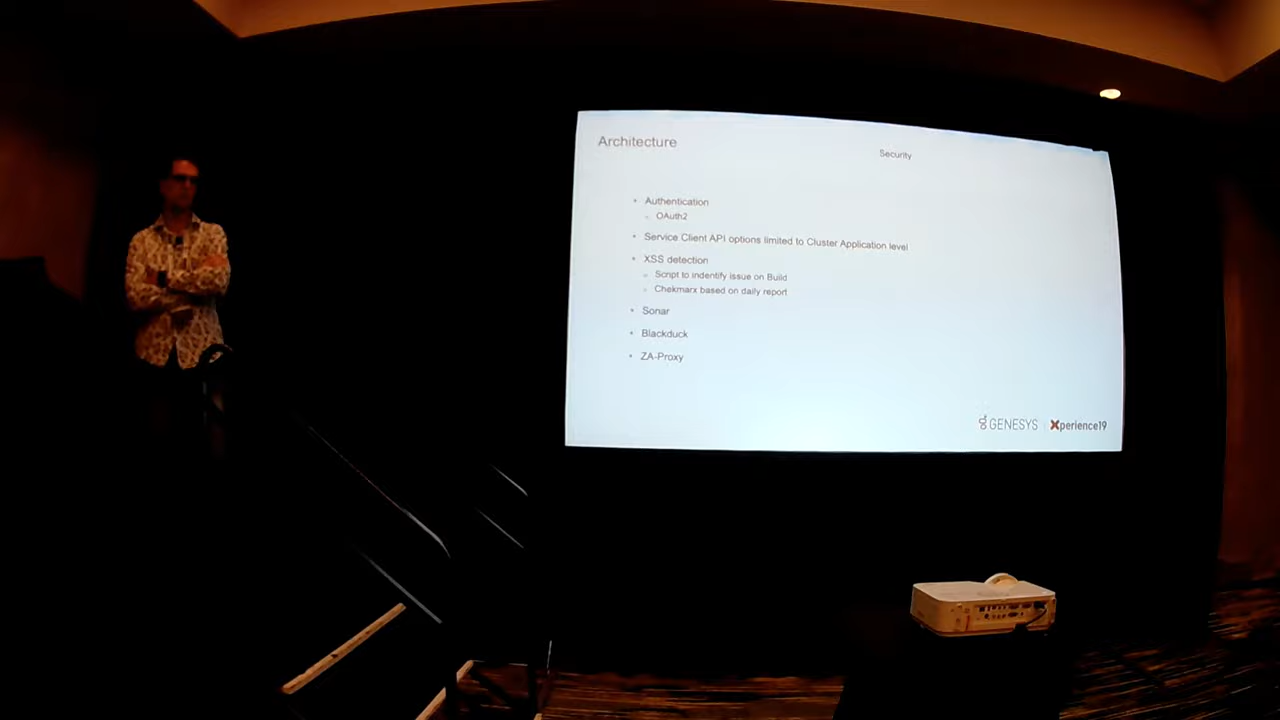 Architecture
Security
Authentication
OAuth2
Service Client API options limited to Cluster Application level
XSS detection
Script to indentify issue on Build
Chekmarx based on daily report
Sonar
Blackduck
ZA-Proxy
GENESYS Xperience19